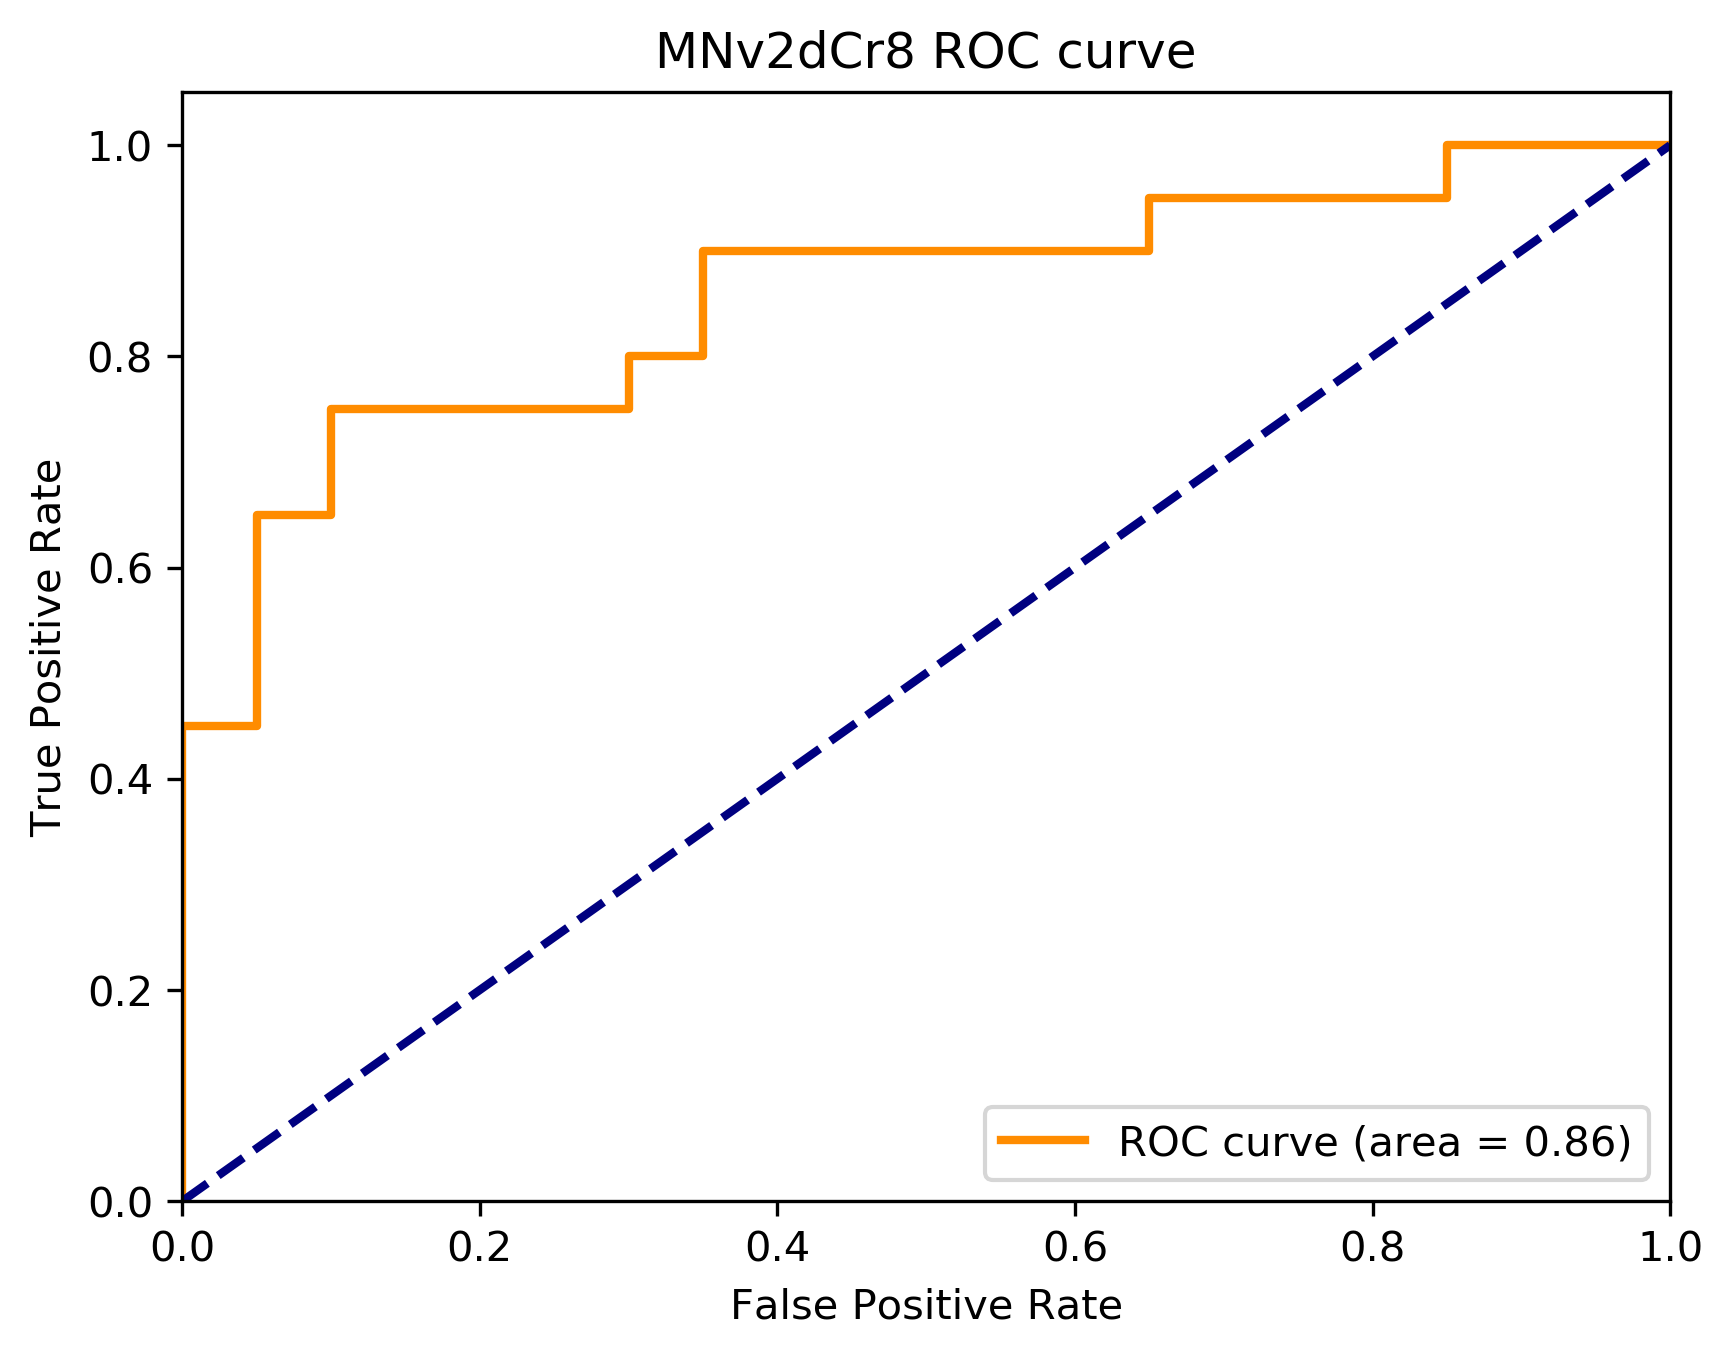 MNv2dCr8 ROC curve
True Positive Rate
1.0
0.8
0.6
0.4
0.2
0.0
0.0 0.2 0.4 0.6 0.8 1.0
False Positive Rate
ROC curve (area = 0.86)